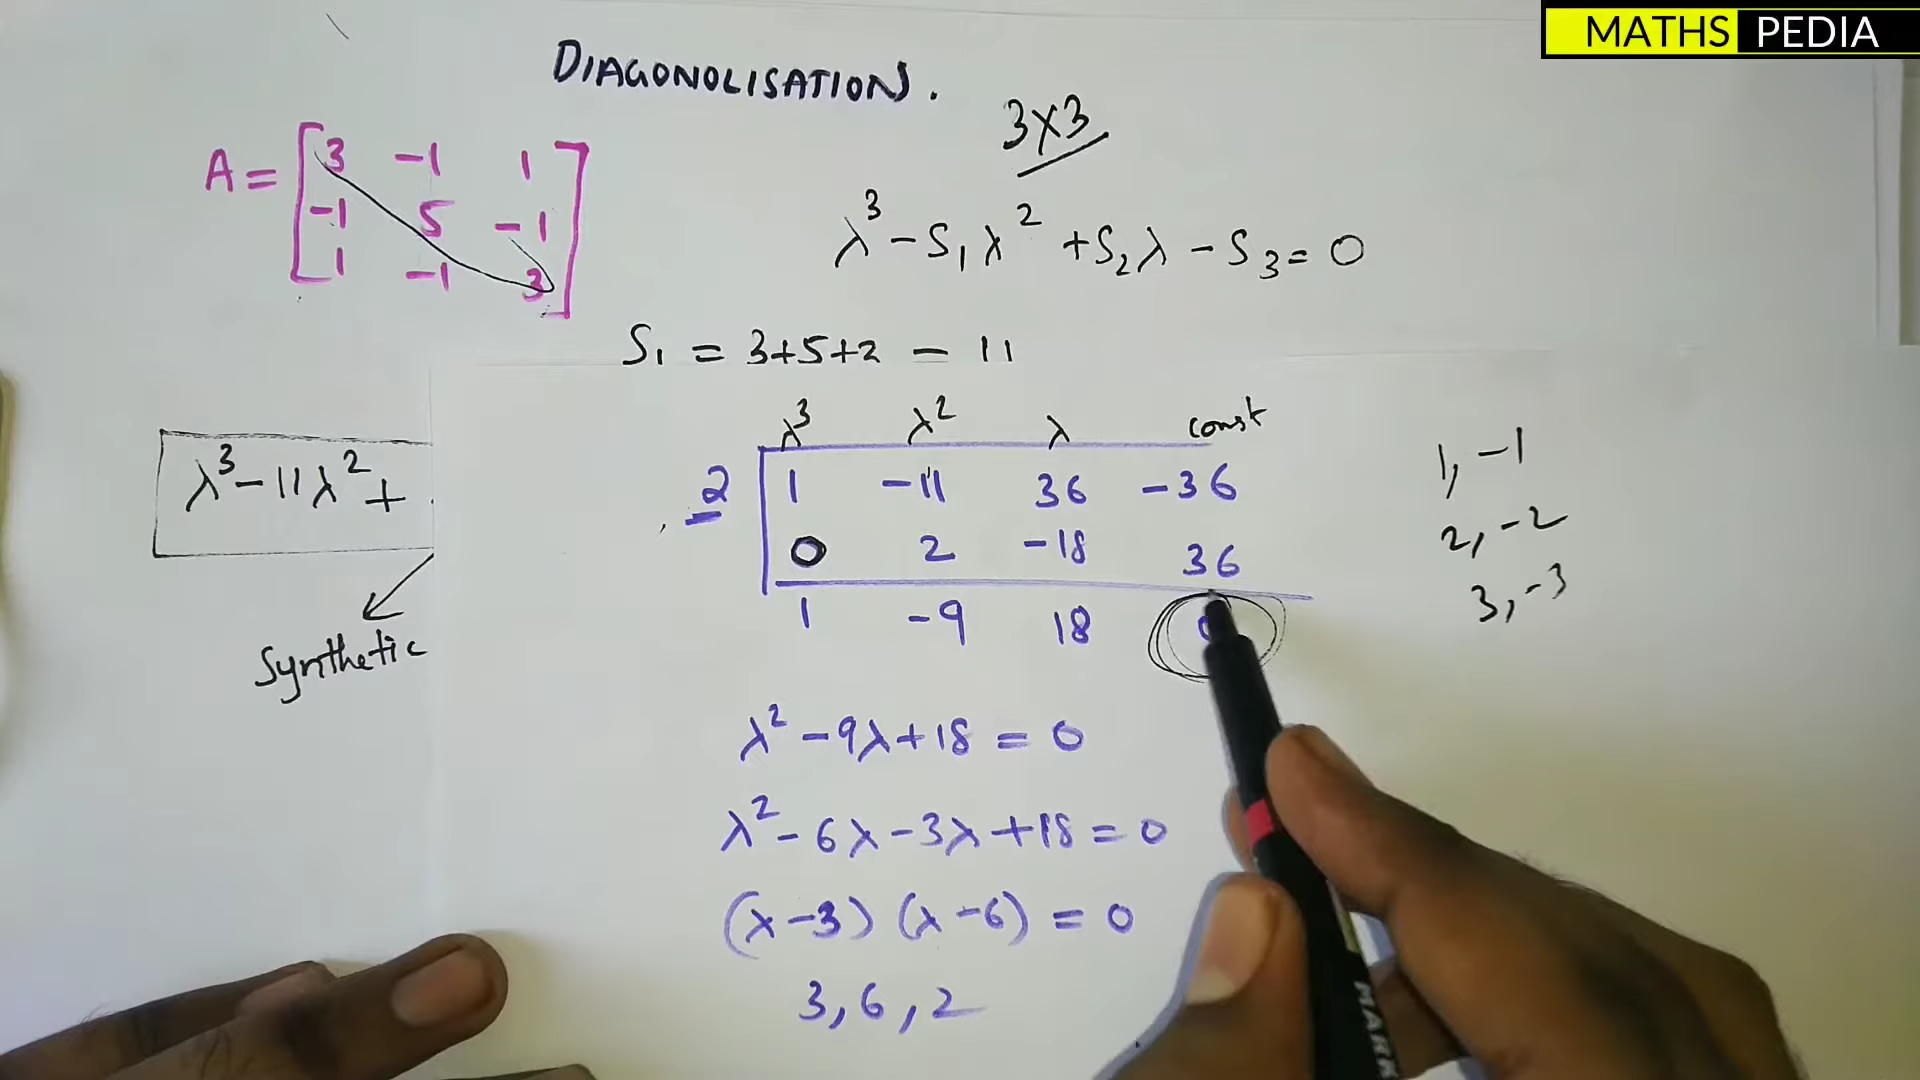 MATHS PEDIA
DIAGONOLISATION.
3×3
A = [3 -1 1
-1 5 -1
1 -1 3]
λ³ - S₁λ² + S₂λ - S₃ = 0
S₁ = 3+5+2 = 11
λ³ λ² λ const
2 1 -11 36 -36
0 2 -18 36
1 -9 18
1, -1
2, -2
3, -3
λ³ - 11λ² +
Synthetic
λ² - 9λ + 18 = 0
λ² - 6λ - 3λ + 18 = 0
(λ - 3) (λ - 6) = 0
3, 6, 2
MARK